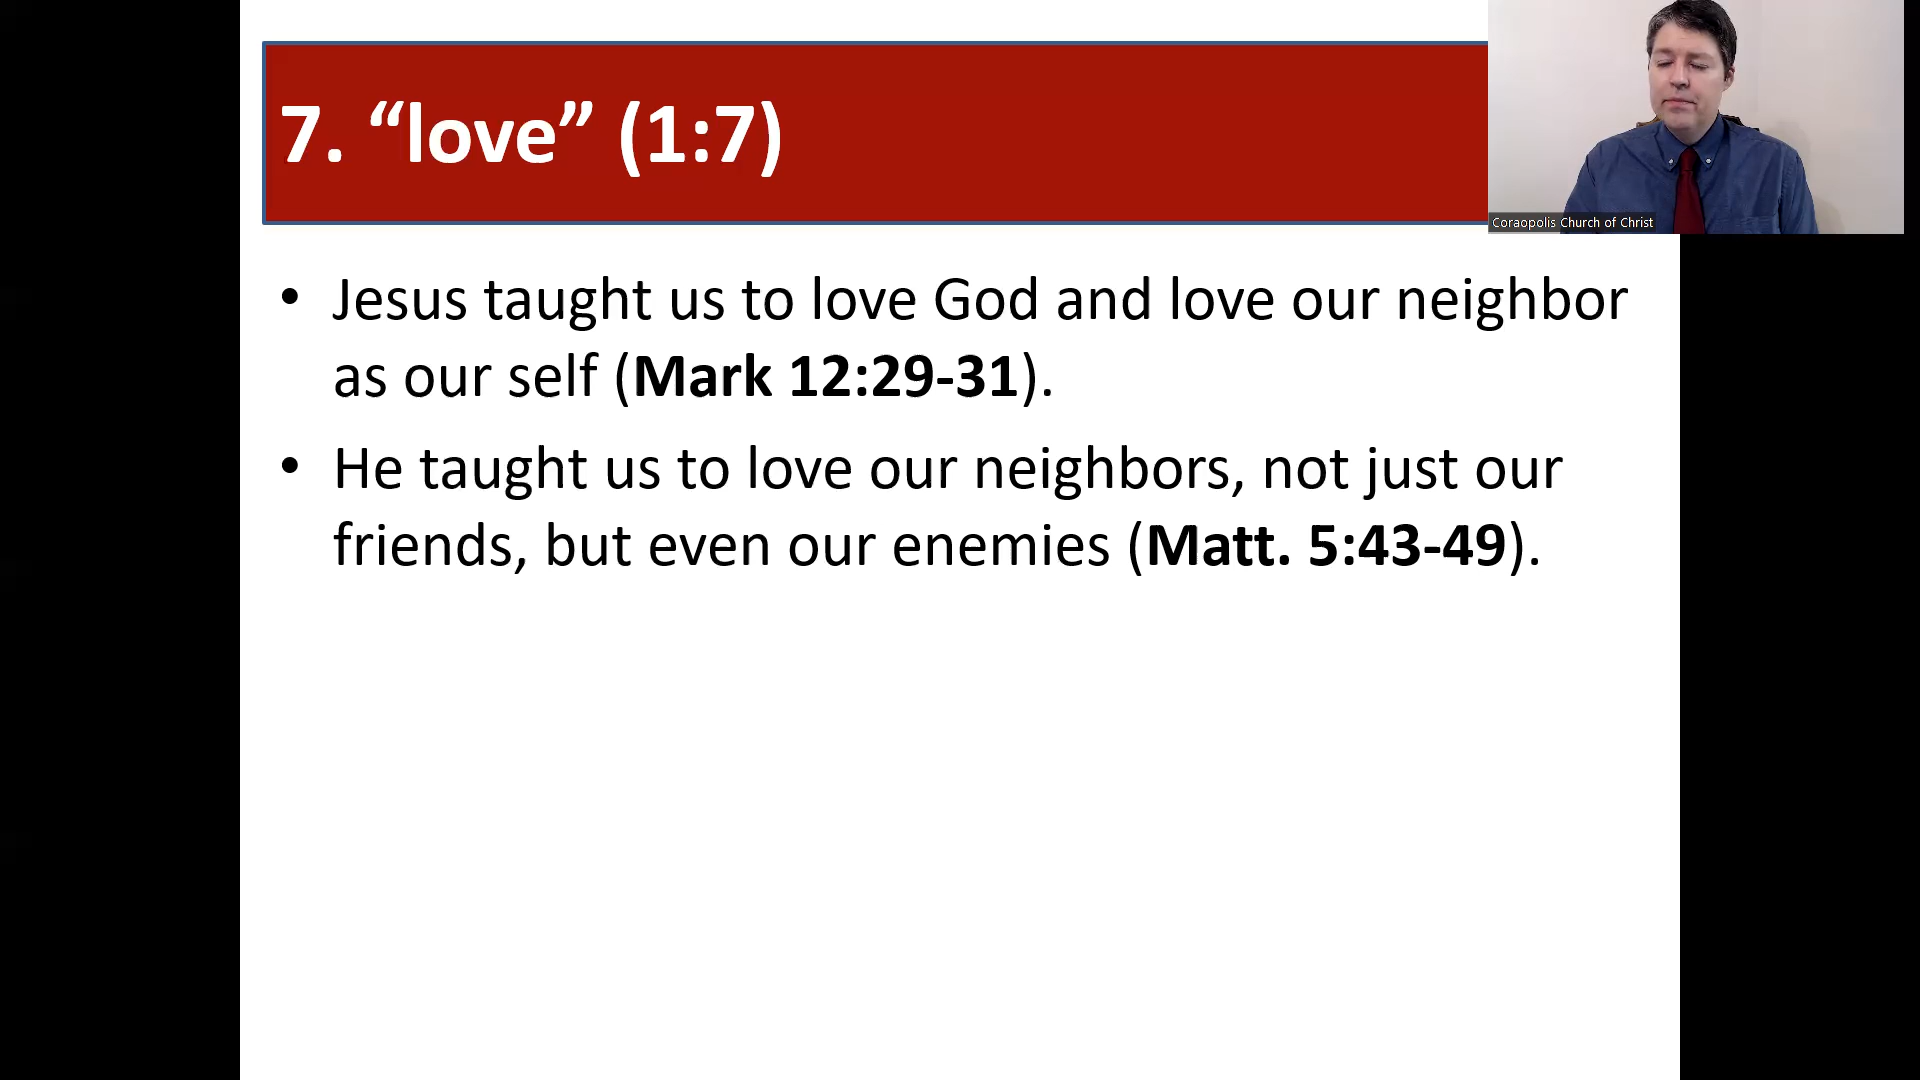 7. “love” (1:7)
Coraopolis Church of Christ
• Jesus taught us to love God and love our neighbor
as our self (Mark 12:29-31).
• He taught us to love our neighbors, not just our
friends, but even our enemies (Matt. 5:43-49).